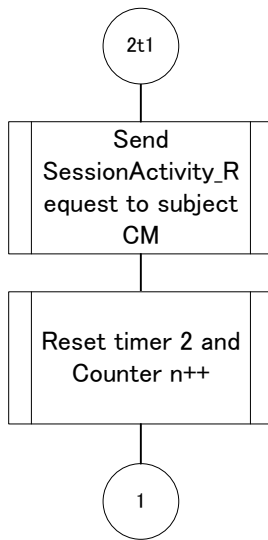 2t1
Send
SessionActivity_R
equest to subject
CM
Reset timer 2 and
Counter n++
1